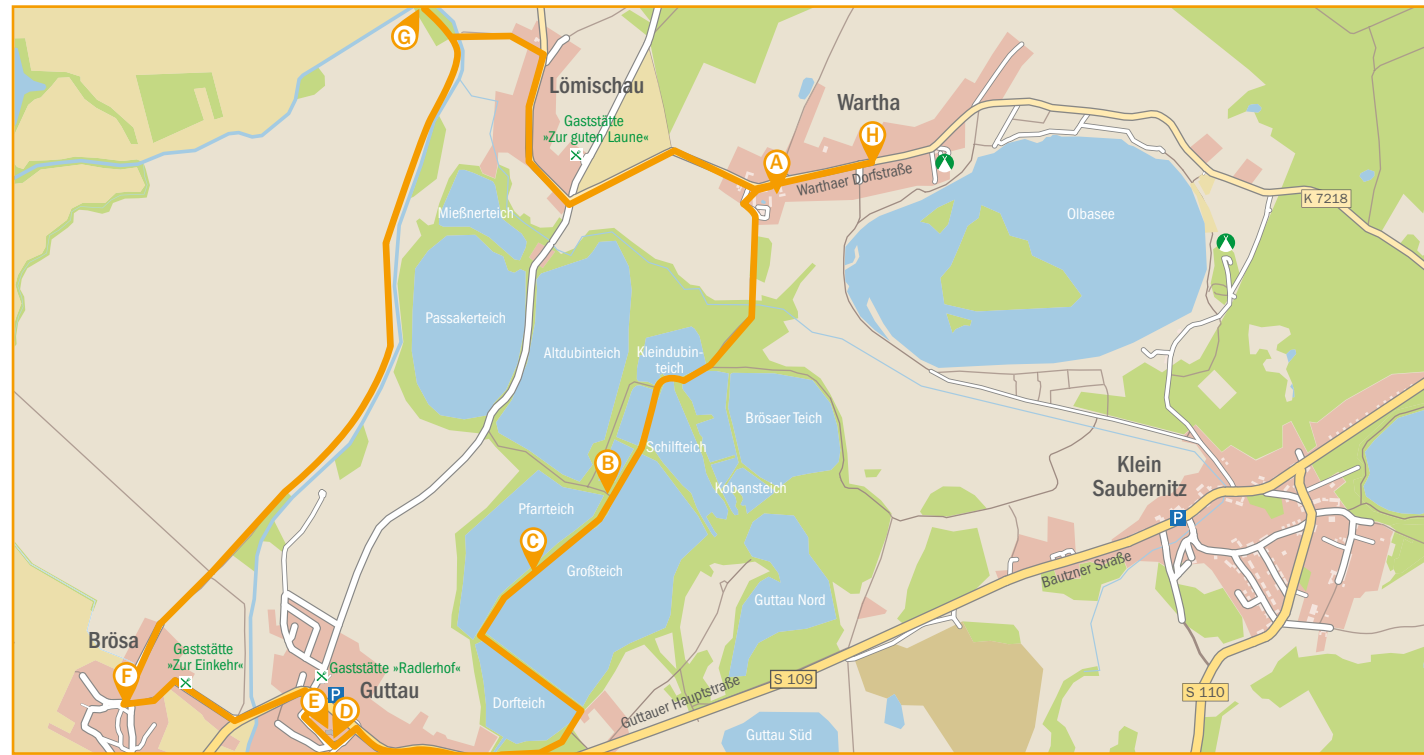 G
Lömischau
Gaststätte
»Zur guten Laune«
Wartha
H
A
Warthaer Dorfstraße
K 7218
Olbasee
Mießnerteich
Passakerteich
Altdubinteich
Kleindubin-
teich
Brösaer Teich
Schilfteich
B
Kobansteich
Pfarrteich
C
Großteich
Klein
Saubernitz
P
Bautzner Straße
Guttau Nord
Brösa
Gaststätte
»Zur Einkehr«
F
Gaststätte »Radlerhof«
P
Guttau
E
D
Dorfteich
Guttauer Hauptstraße
S 109
S 110
Guttau Süd